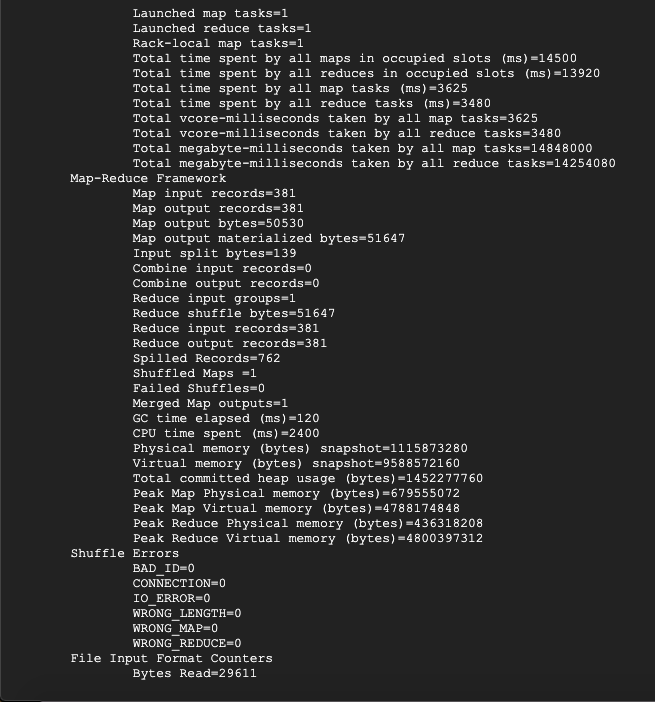 Launched map tasks=1
Launched reduce tasks=1
Rack-local map tasks=1
Total time spent by all maps in occupied slots (ms)=14500
Total time spent by all reduces in occupied slots (ms)=13920
Total time spent by all map tasks (ms)=3625
Total time spent by all reduce tasks (ms)=3480
Total vcore-milliseconds taken by all map tasks=3625
Total vcore-milliseconds taken by all reduce tasks=3480
Total megabyte-milliseconds taken by all map tasks=14848000
Total megabyte-milliseconds taken by all reduce tasks=14254080
Map-Reduce Framework
Map input records=381
Map output records=381
Map output bytes=50530
Map output materialized bytes=51647
Input split bytes=139
Combine input records=0
Combine output records=0
Reduce input groups=1
Reduce shuffle bytes=51647
Reduce input records=381
Reduce output records=381
Spilled Records=762
Shuffled Maps =1
Failed Shuffles=0
Merged Map outputs=1
GC time elapsed (ms)=120
CPU time spent (ms)=2400
Physical memory (bytes) snapshot=1115873280
Virtual memory (bytes) snapshot=9588572160
Total committed heap usage (bytes)=1452277760
Peak Map Physical memory (bytes)=679555072
Peak Map Virtual memory (bytes)=4788174848
Peak Reduce Physical memory (bytes)=436318208
Peak Reduce Virtual memory (bytes)=4800397312
Shuffle Errors
BAD_ID=0
CONNECTION=0
IO_ERROR=0
WRONG_LENGTH=0
WRONG_MAP=0
WRONG_REDUCE=0
File Input Format Counters
Bytes Read=29611